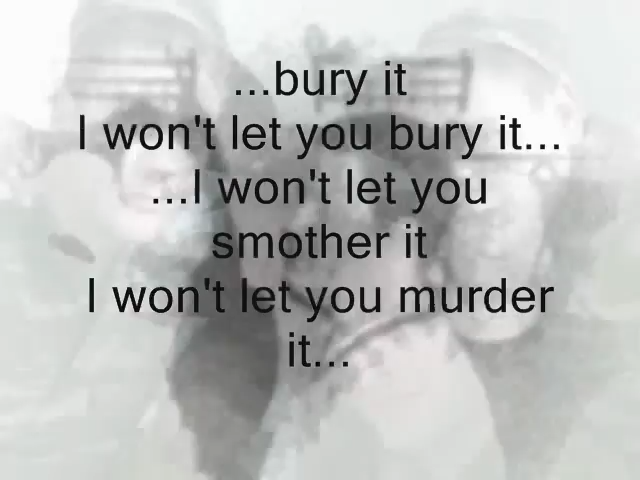 ...bury it
I won't let you bury it...
...I won't let you
smother it
I won't let you murder
it...